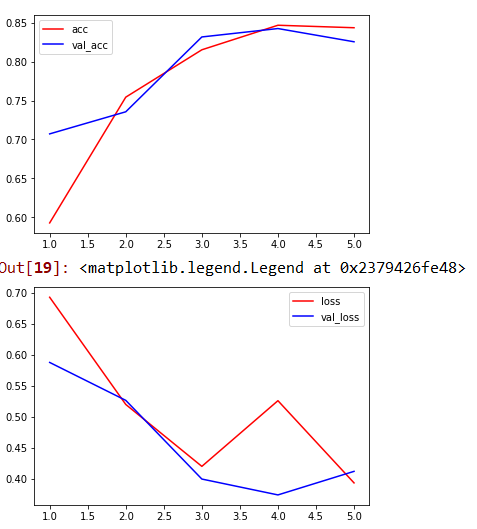 0.85
acc
val_acc
0.80
0.75
0.70
0.65
0.60
1.0 1.5 2.0 2.5 3.0 3.5 4.0 4.5 5.0
Out[19]: <matplotlib.legend.Legend at 0x2379426fe48>
0.70
loss
val_loss
0.65
0.60
0.55
0.50
0.45
0.40
1.0 1.5 2.0 2.5 3.0 3.5 4.0 4.5 5.0